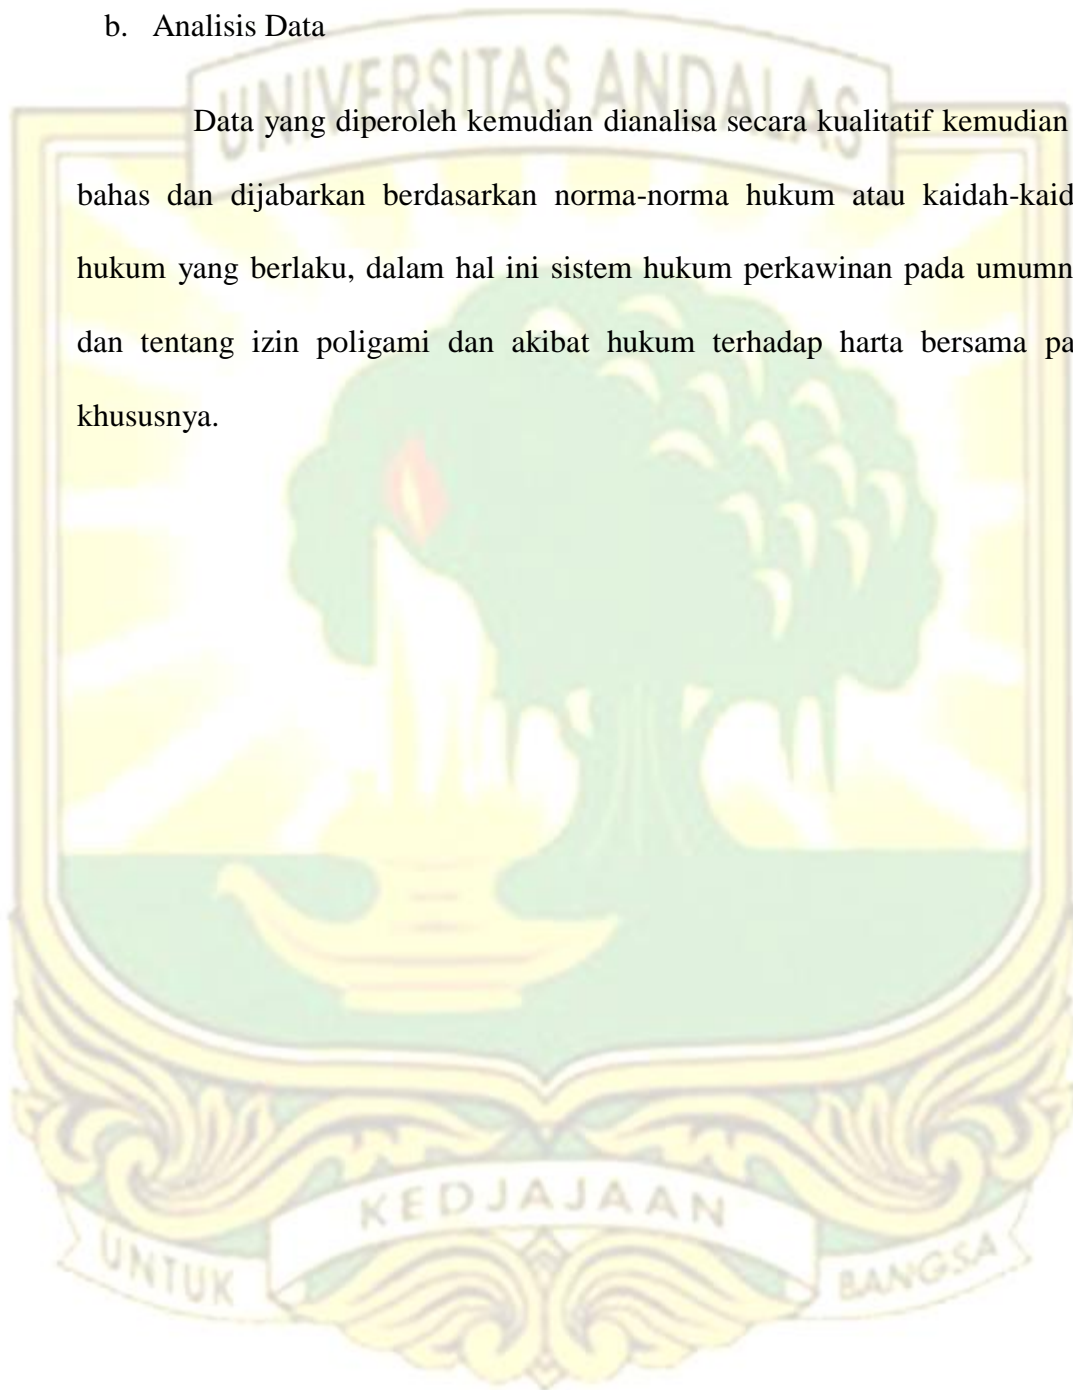 b. Analisis Data
UNIVERSITAS ANDALAS
Data yang diperoleh kemudian dianalisa secara kualitatif kemudian
bahas dan dijabarkan berdasarkan norma-norma hukum atau kaidah-kaid
hukum yang berlaku, dalam hal ini sistem hukum perkawinan pada umumn
dan tentang izin poligami dan akibat hukum terhadap harta bersama pa
khususnya.
KEDJAJAAN
UNTUK
BANGSA